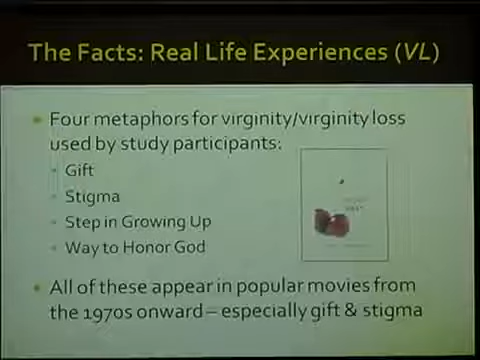 The Facts: Real Life Experiences (VL)
Four metaphors for virginity/virginity loss
used by study participants:
Gift
Stigma
Step in Growing Up
Way to Honor God
All of these appear in popular movies from
the 1970s onward – especially gift & stigma